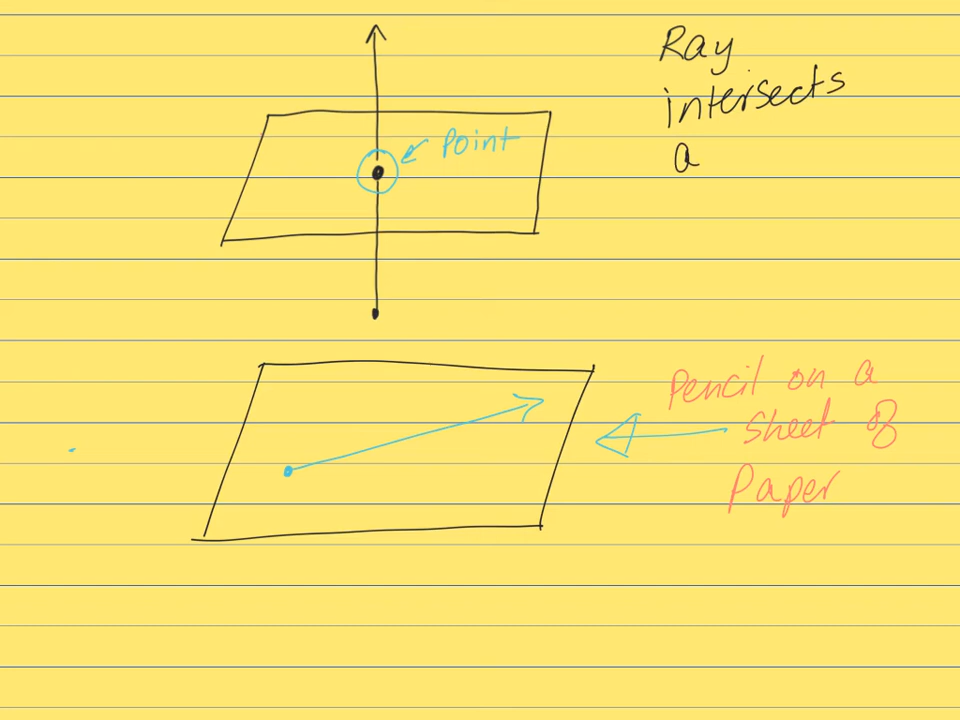 Ray
intersects
a
Point
Pencil on a
sheet of
Paper